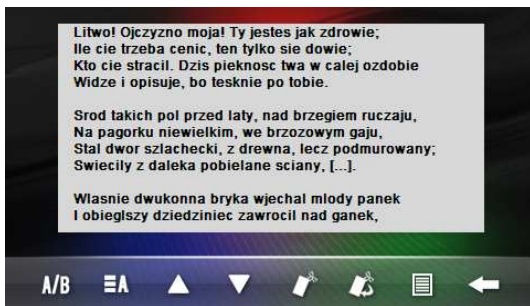 Litwo! Ojczyzno moja! Ty jestes jak zdrowie;
Ile cie trzeba cenic, ten tylko sie dowie;
Kto cie stracil. Dzis pieknosc twa w calej ozdobie
Widze i opisuje, bo tesknie po tobie.
Srod takich pol przed laty, nad brzegiem ruczaju,
Na pagorku niewielkim, we brzozowym gaju,
Stal dwor szlachecki, z drewna, lecz podmurowany;
Swiecily z daleka pobielane sciany, [...].
Wlasnie dwukonna bryka wjechal mlody panek
I obieglszy dziedziniec zawrocil nad ganek,
A/B A